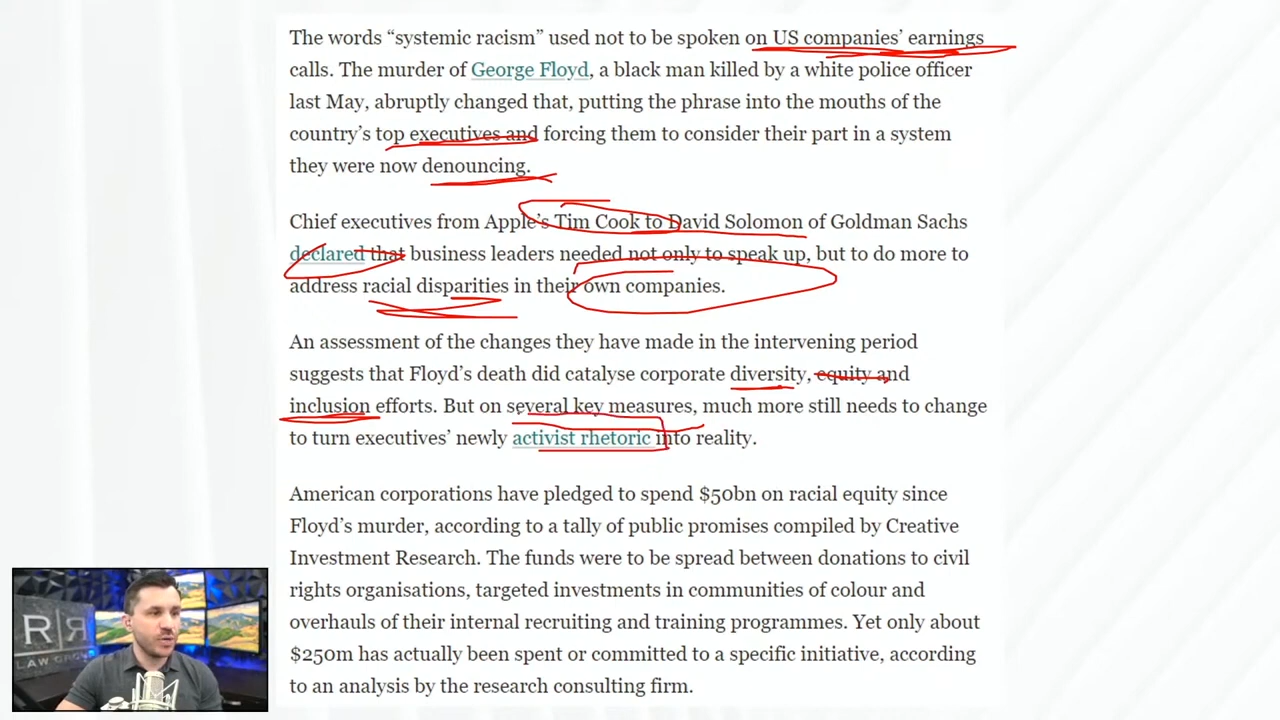 The words “systemic racism” used not to be spoken on US companies’ earnings
calls. The murder of George Floyd, a black man killed by a white police officer
last May, abruptly changed that, putting the phrase into the mouths of the
country’s top executives and forcing them to consider their part in a system
they were now denouncing.
Chief executives from Apple’s Tim Cook to David Solomon of Goldman Sachs
declared that business leaders needed not only to speak up, but to do more to
address racial disparities in their own companies.
An assessment of the changes they have made in the intervening period
suggests that Floyd’s death did catalyse corporate diversity, equity and
inclusion efforts. But on several key measures, much more still needs to change
to turn executives’ newly activist rhetoric into reality.
American corporations have pledged to spend $50bn on racial equity since
Floyd’s murder, according to a tally of public promises compiled by Creative
Investment Research. The funds were to be spread between donations to civil
rights organisations, targeted investments in communities of colour and
overhauls of their internal recruiting and training programmes. Yet only about
$250m has actually been spent or committed to a specific initiative, according
to an analysis by the research consulting firm.
R R
LAW GROUP